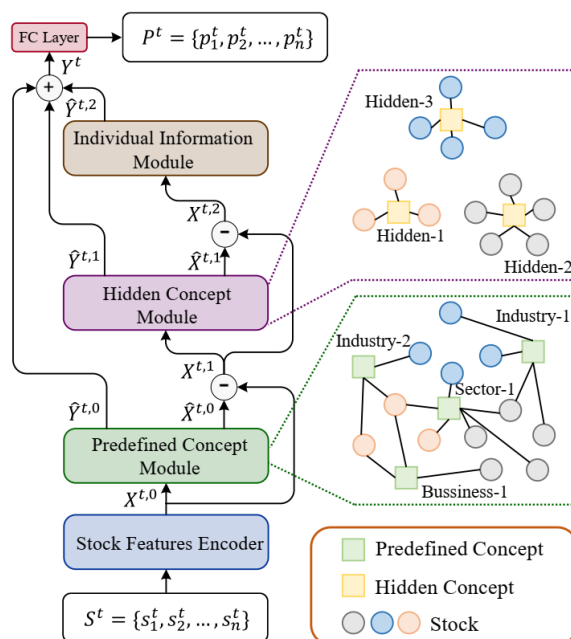 FC Layer
P^t = {p_1^t, p_2^t, ..., p_n^t}
Y^t
+
Ŷ^{t,2}
Individual Information
Module
X^{t,2}
−
Ŷ^{t,1}
X̂^{t,1}
Hidden Concept
Module
X^{t,1}
−
Ŷ^{t,0}
X̂^{t,0}
Predefined Concept
Module
X^{t,0}
Stock Features Encoder
S^t = {s_1^t, s_2^t, ..., s_n^t}
Hidden-3
Hidden-1
Hidden-2
Industry-1
Industry-2
Sector-1
Bussiness-1
Predefined Concept
Hidden Concept
Stock